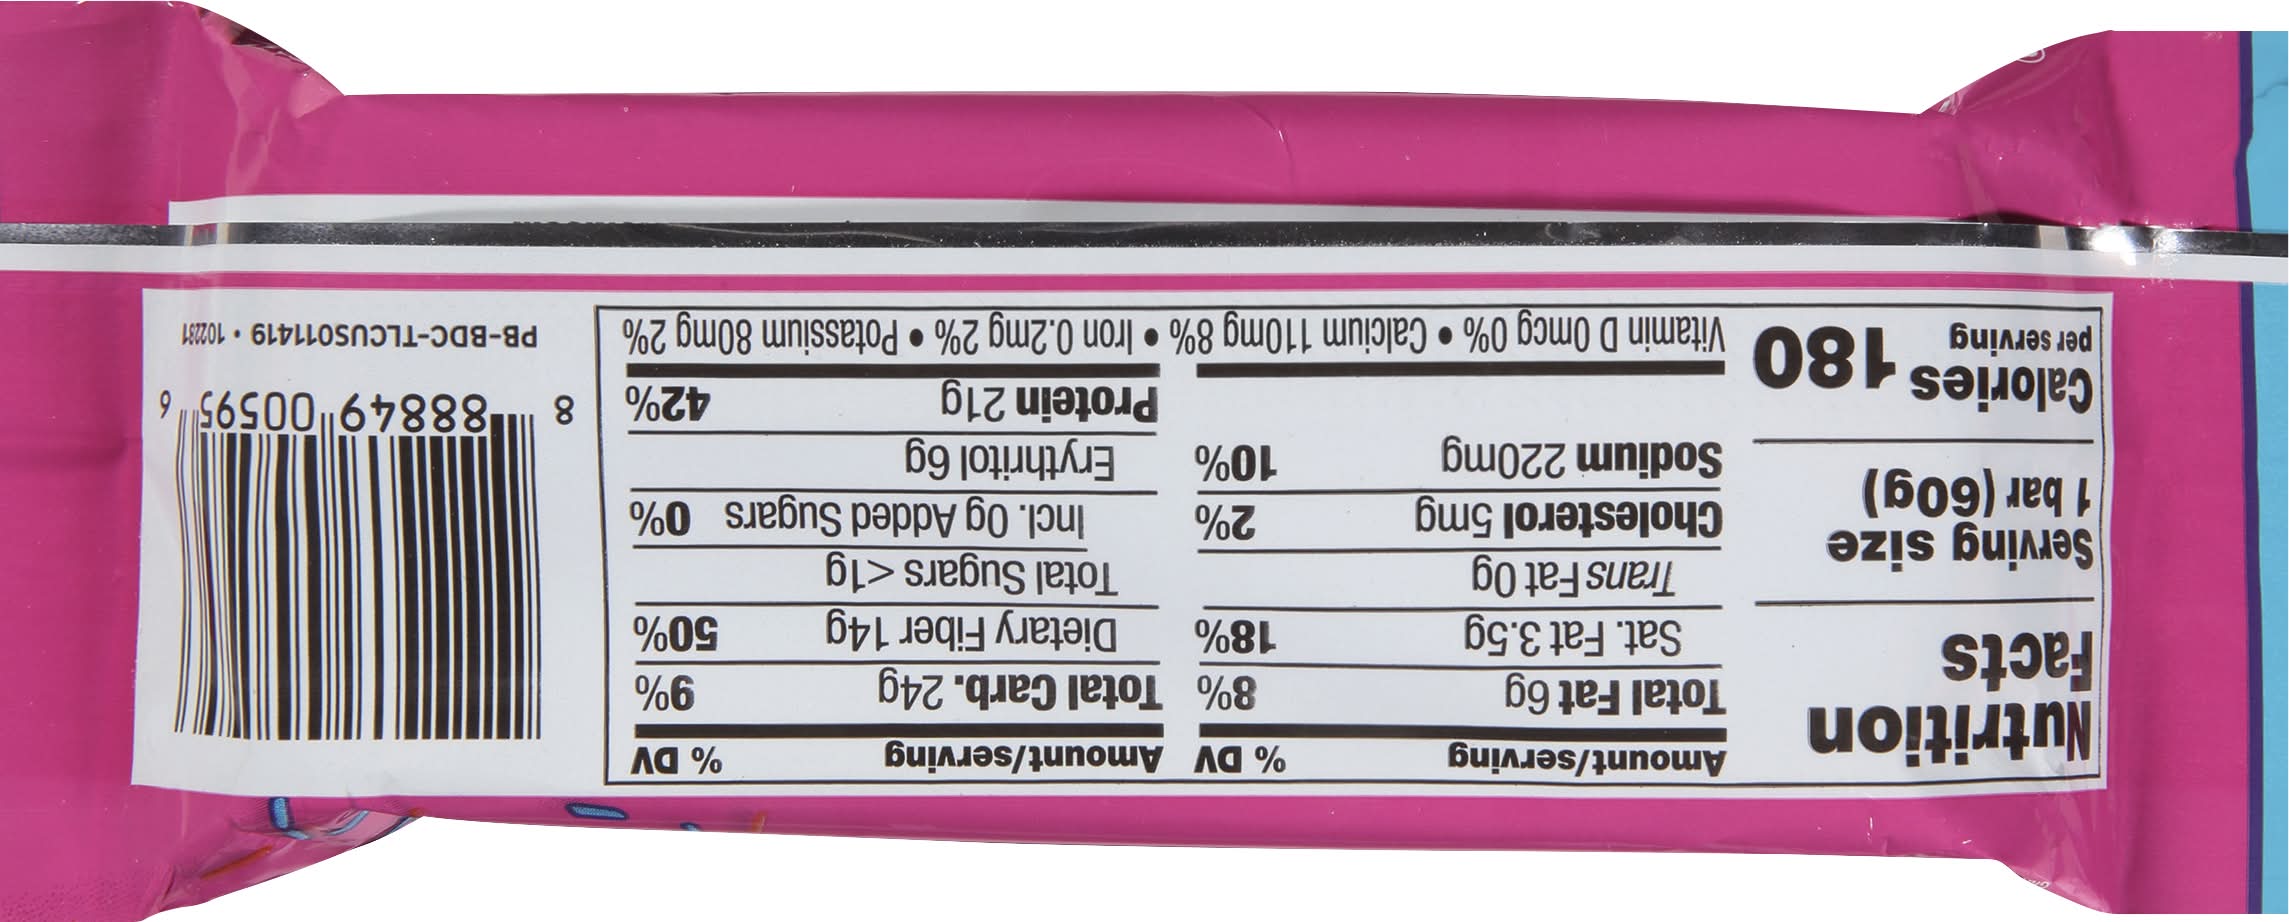 Nutrition
Facts
Serving size
1 bar (60g)
Calories 180
per serving
Amount/serving % DV
Total Fat 6g 8%
Sat. Fat 3.5g 18%
Trans Fat 0g
Cholesterol 5mg 2%
Sodium 220mg 10%
Amount/serving % DV
Total Carb. 24g 9%
Dietary Fiber 14g 50%
Total Sugars <1g
Incl. 0g Added Sugars 0%
Erythritol 6g
Protein 21g 42%
Vitamin D 0mcg 0% • Calcium 110mg 8% • Iron 0.2mg 2% • Potassium 80mg 2%
8 88849 00595 6
PB-BDC-TLCUS011419 • 102281